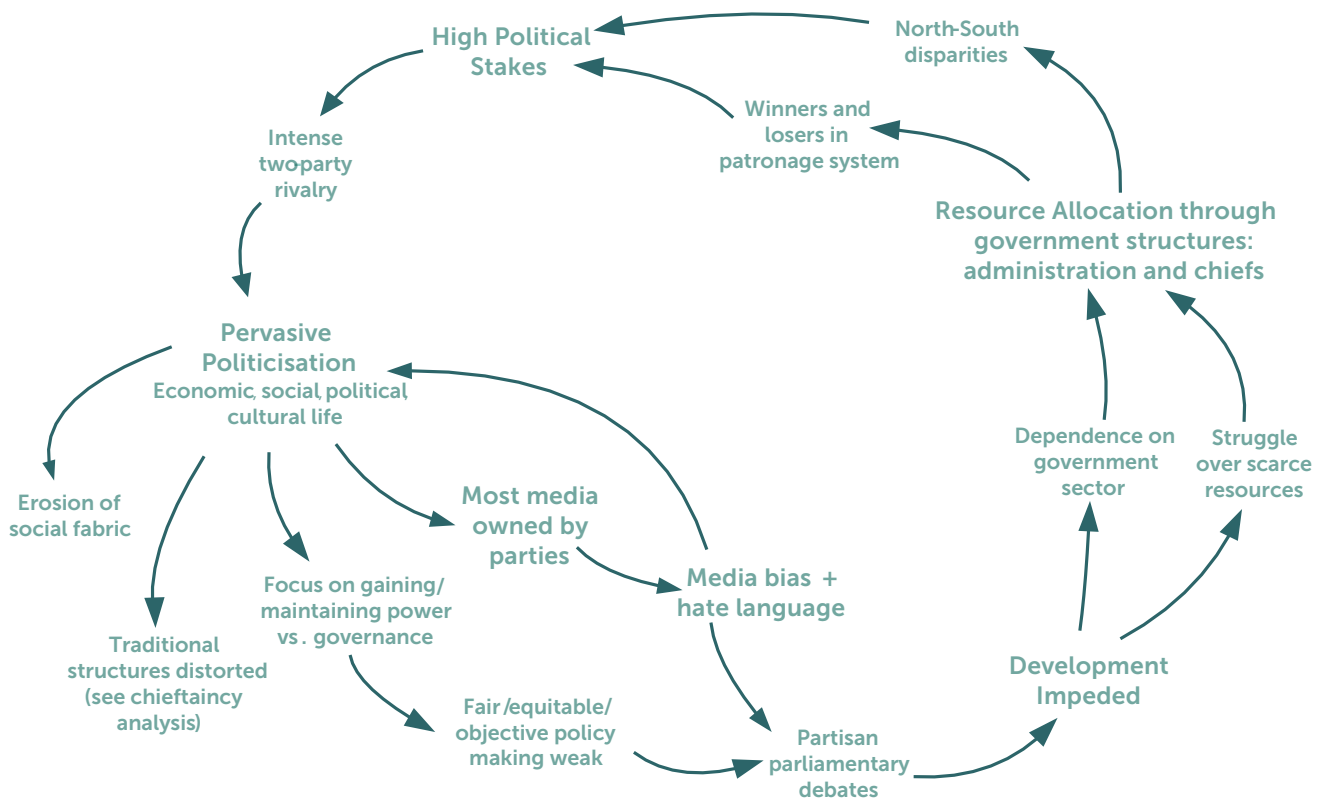 High Political
Stakes
North-South
disparities
Winners and
losers in
patronage system
Intense
two-party
rivalry
Resource Allocation through
government structures:
administration and chiefs
Pervasive
Politicisation
Economic, social, political,
cultural life
Dependence on
government
sector
Struggle
over scarce
resources
Erosion of
social fabric
Most media
owned by
parties
Media bias +
hate language
Focus on gaining/
maintaining power
vs. governance
Traditional
structures distorted
(see chieftaincy
analysis)
Development
Impeded
Fair/equitable/
objective policy
making weak
Partisan
parliamentary
debates